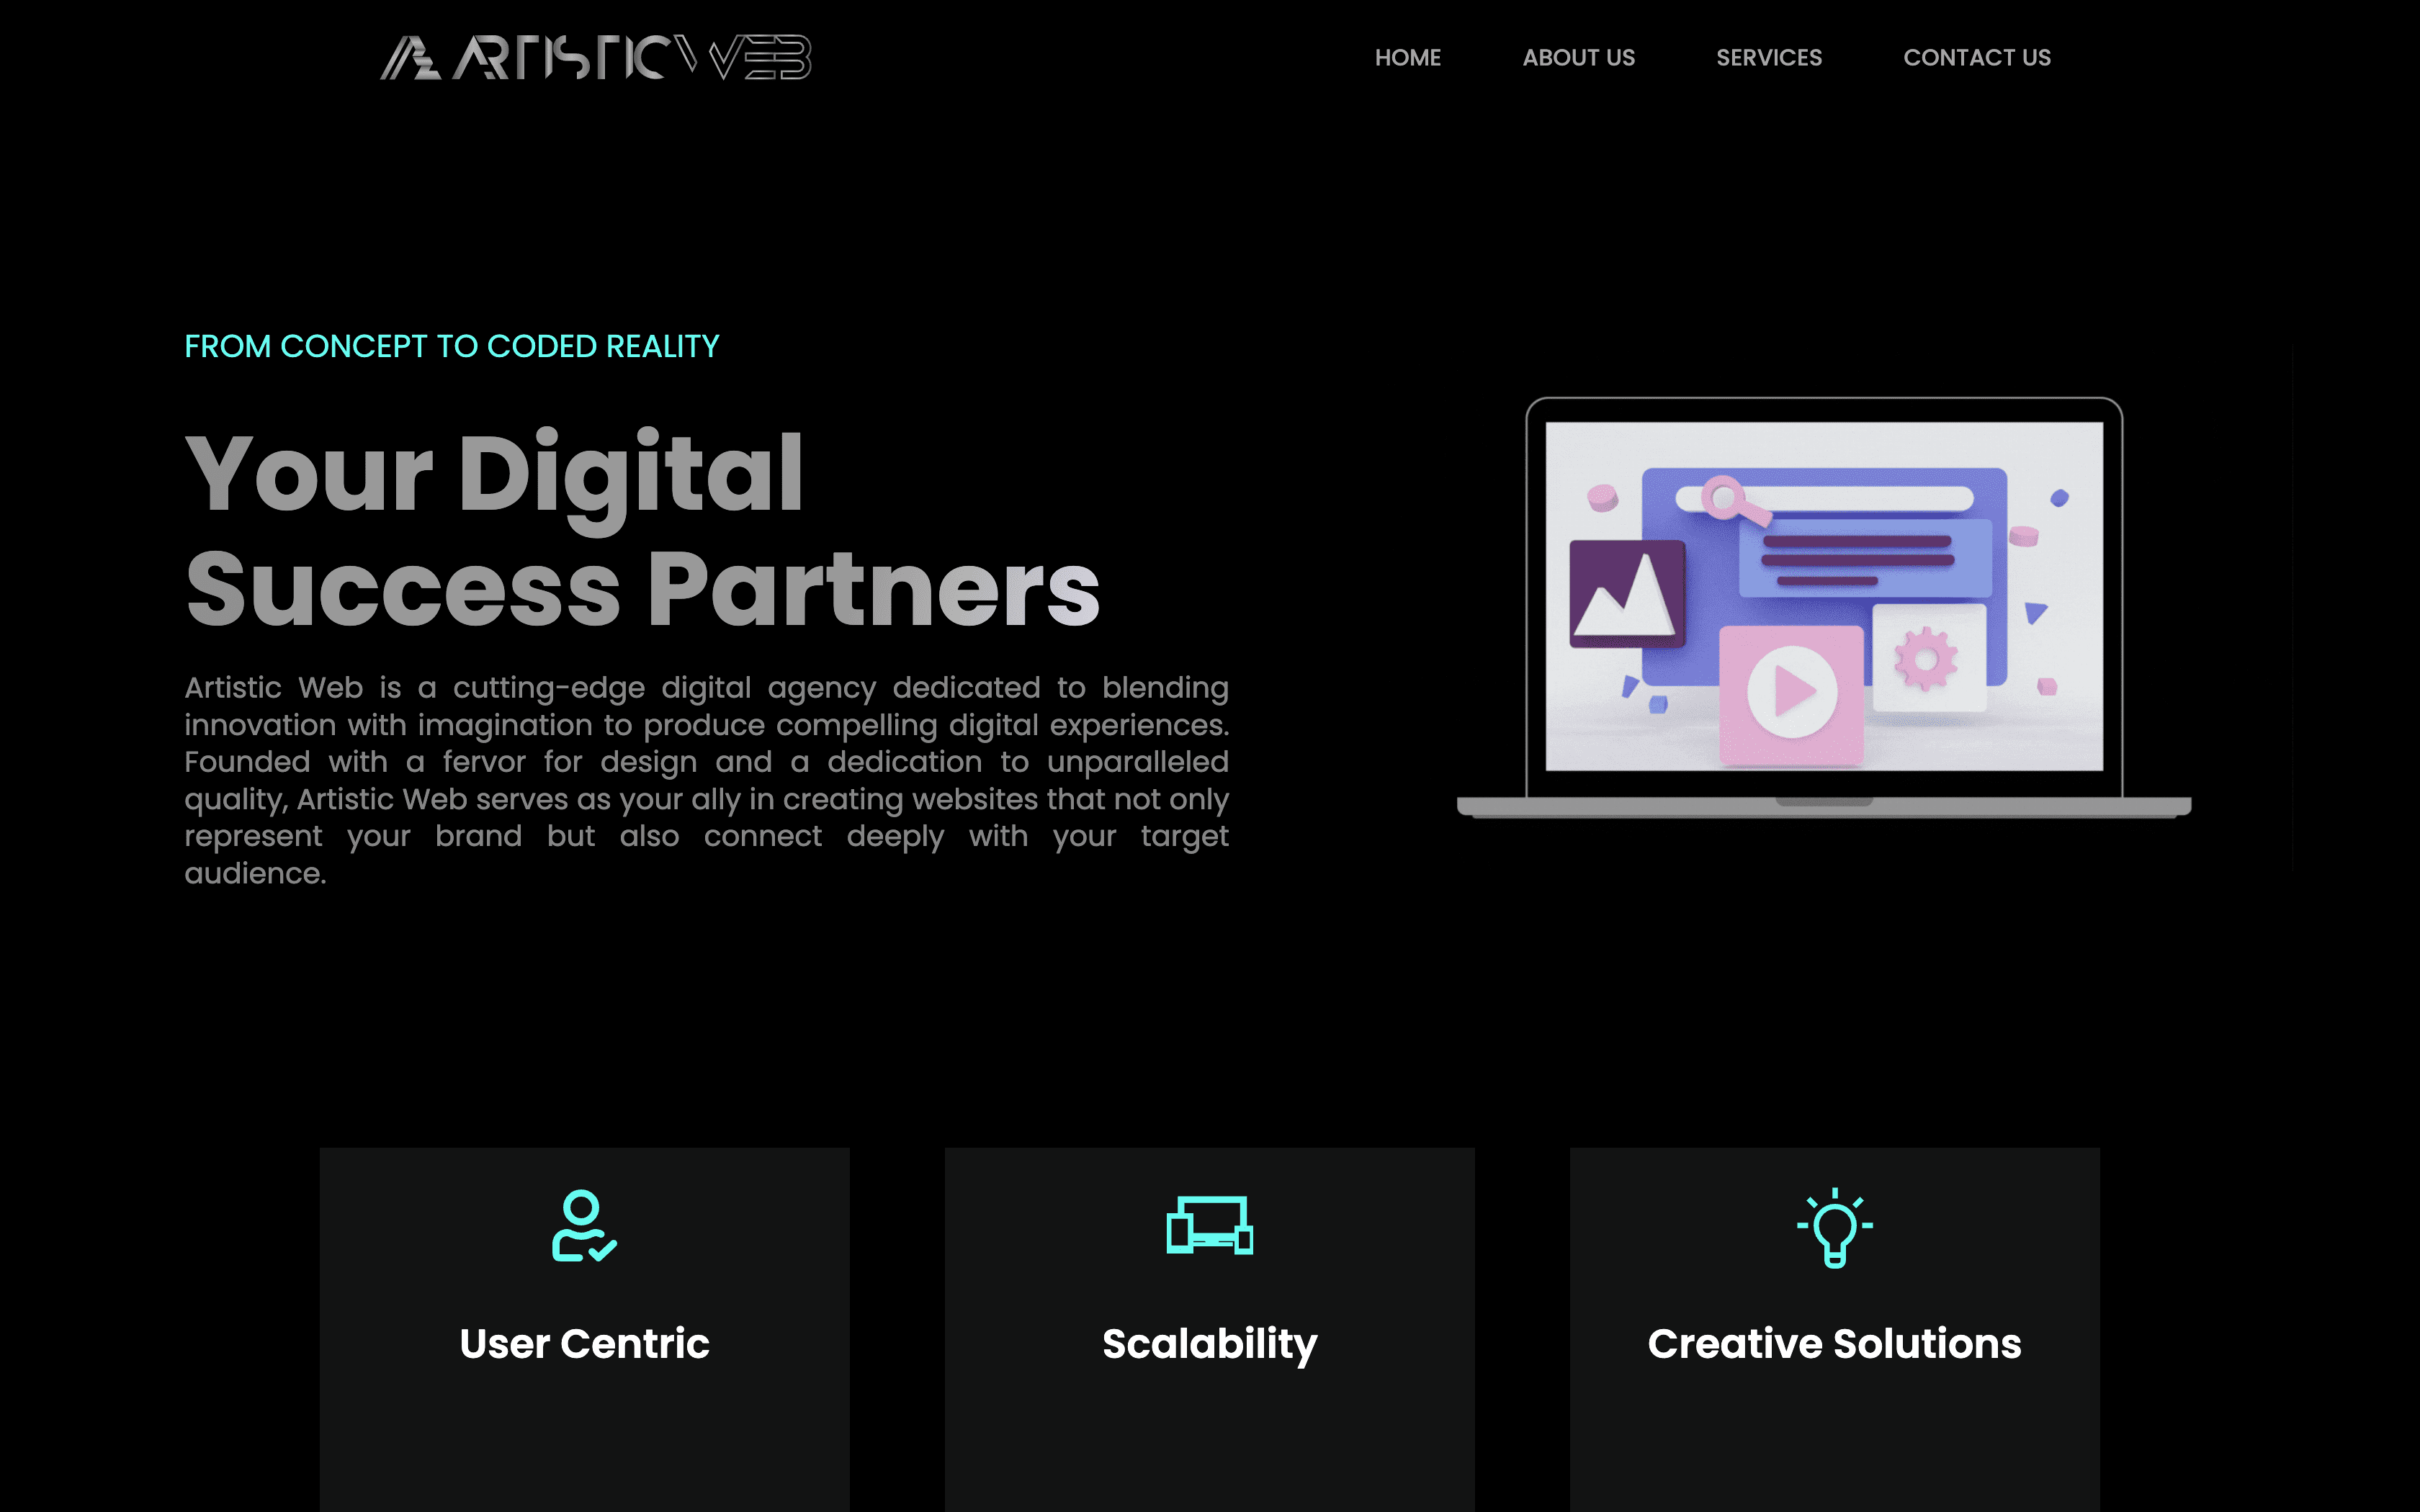 ARTISTIC WEB
HOME ABOUT US SERVICES CONTACT US
FROM CONCEPT TO CODED REALITY
Your Digital
Success Partners
Artistic Web is a cutting-edge digital agency dedicated to blending
innovation with imagination to produce compelling digital experiences.
Founded with a fervor for design and a dedication to unparalleled
quality, Artistic Web serves as your ally in creating websites that not only
represent your brand but also connect deeply with your target
audience.
User Centric
Scalability
Creative Solutions